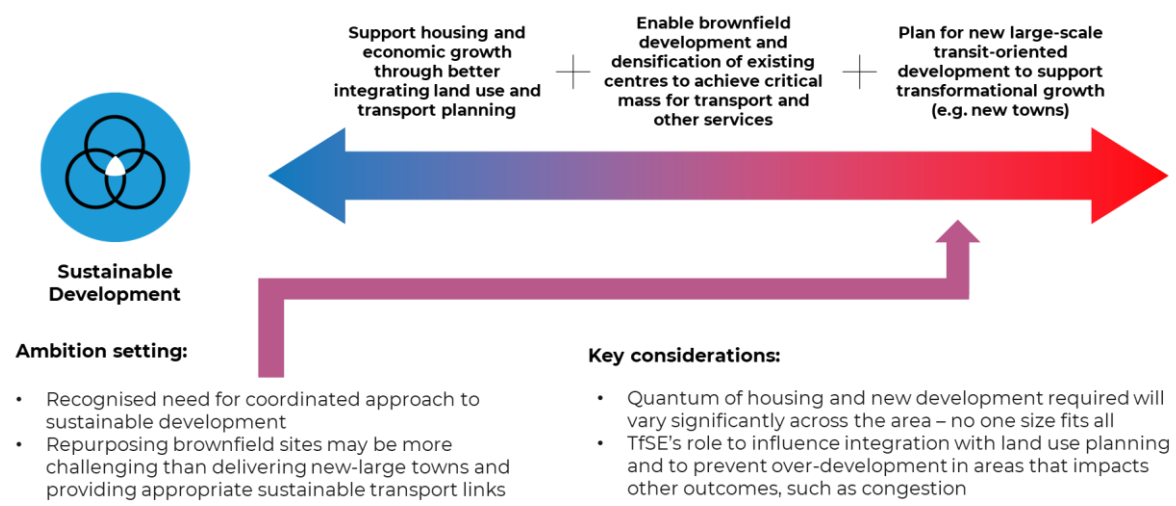 Support housing and
economic growth
through better
integrating land use and
transport planning
Enable brownfield
development and
densification of existing
centres to achieve critical
mass for transport and
other services
Plan for new large-scale
transit-oriented
development to support
transformational growth
(e.g. new towns)
Sustainable
Development
Ambition setting:
• Recognised need for coordinated approach to
sustainable development
• Repurposing brownfield sites may be more
challenging than delivering new-large towns and
providing appropriate sustainable transport links
Key considerations:
• Quantum of housing and new development required will
vary significantly across the area – no one size fits all
• TfSE’s role to influence integration with land use planning
and to prevent over-development in areas that impacts
other outcomes, such as congestion